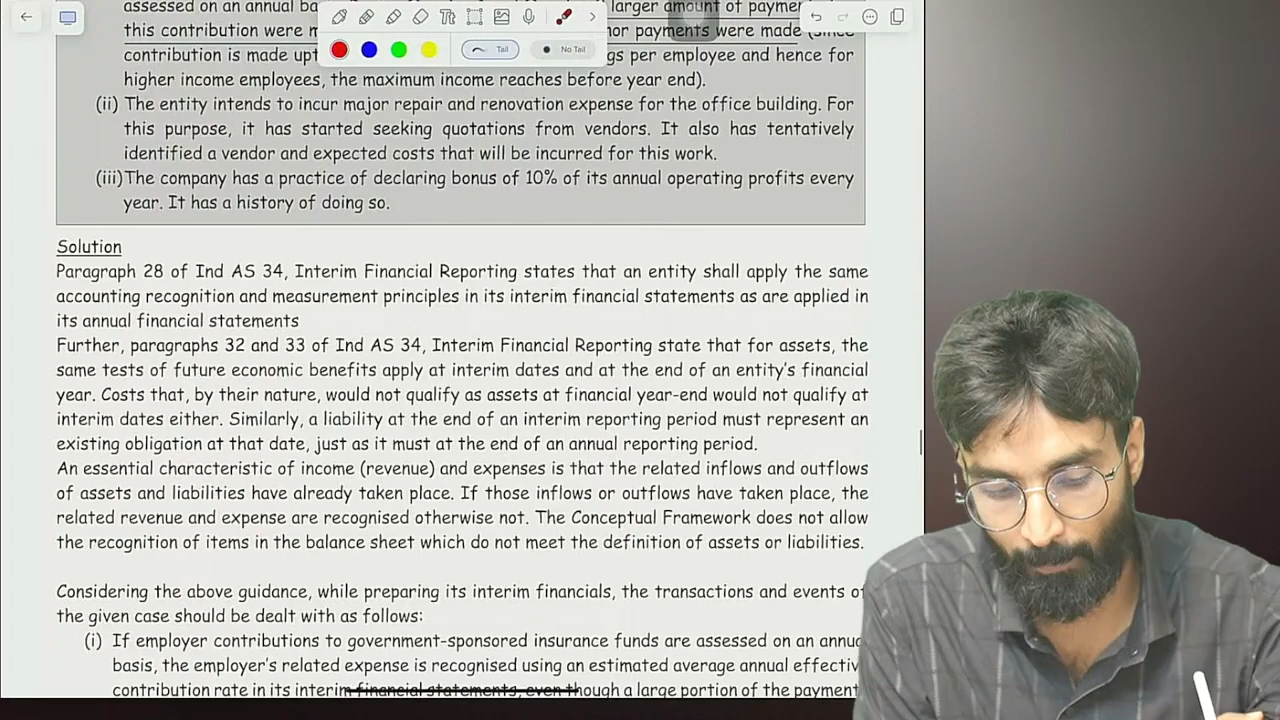 assessed on an annual larger amount of
this contribution were payments were made (since
contribution is made per employee and hence for
higher income employees, the maximum income reaches before year end).
(ii) The entity intends to incur major repair and renovation expense for the office building. For
this purpose, it has started seeking quotations from vendors. It also has tentatively
identified a vendor and expected costs that will be incurred for this work.
(iii) The company has a practice of declaring bonus of 10% of its annual operating profits every
year. It has a history of doing so.
Tail
No Tail
Solution
Paragraph 28 of Ind AS 34, Interim Financial Reporting states that an entity shall apply the same
accounting recognition and measurement principles in its interim financial statements as are applied in
its annual financial statements
Further, paragraphs 32 and 33 of Ind AS 34, Interim Financial Reporting state that for assets, the
same tests of future economic benefits apply at interim dates and at the end of an entity's financial
year. Costs that, by their nature, would not qualify as assets at financial year-end would not qualify at
interim dates either. Similarly, a liability at the end of an interim reporting period must represent an
existing obligation at that date, just as it must at the end of an annual reporting period.
An essential characteristic of income (revenue) and expenses is that the related inflows and outflows
of assets and liabilities have already taken place. If those inflows or outflows have taken place, the
related revenue and expense are recognised otherwise not. The Conceptual Framework does not allow
the recognition of items in the balance sheet which do not meet the definition of assets or liabilities.
Considering the above guidance, while preparing its interim financials, the transactions and events of
the given case should be dealt with as follows:
(i) If employer contributions to government-sponsored insurance funds are assessed on an
basis, the employer's related expense is recognised using an estimated average annual
contribution rate in its interim financial statements, even though a large portion of the